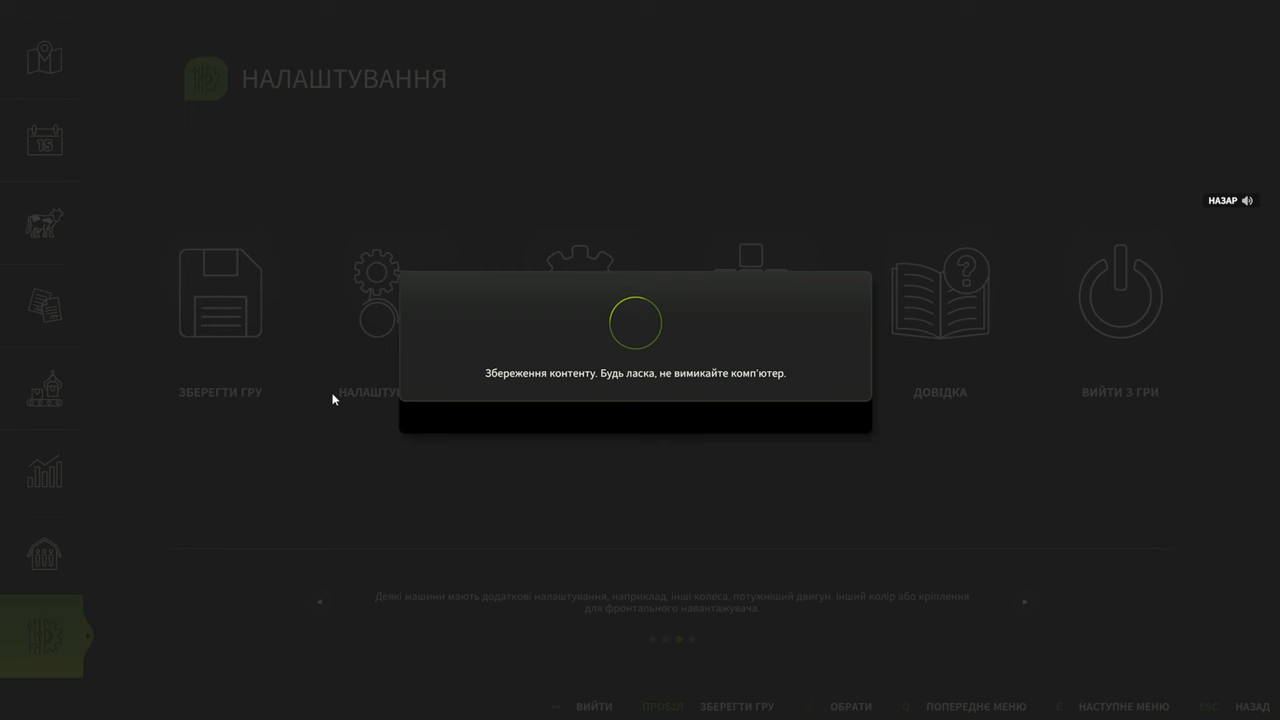 НАЛАШТУВАННЯ
15
НАЗАР
?
Збереження контенту. Будь ласка, не вимикайте комп'ютер.
ЗБЕРЕГТИ ГРУ
ДОВІДКА
ВИЙТИ З ГРИ
Деякі машини мають додаткові налаштування, наприклад, інші колеса, потужніший двигун, інший колір або кріплення
для фронтального навантажувача.
ВИЙТИ ПРОБІЛ ЗБЕРЕГТИ ГРУ ОБРАТИ Q ПОПЕРЕДНЄ МЕНЮ E НАСТУПНЕ МЕНЮ ESC НАЗАД